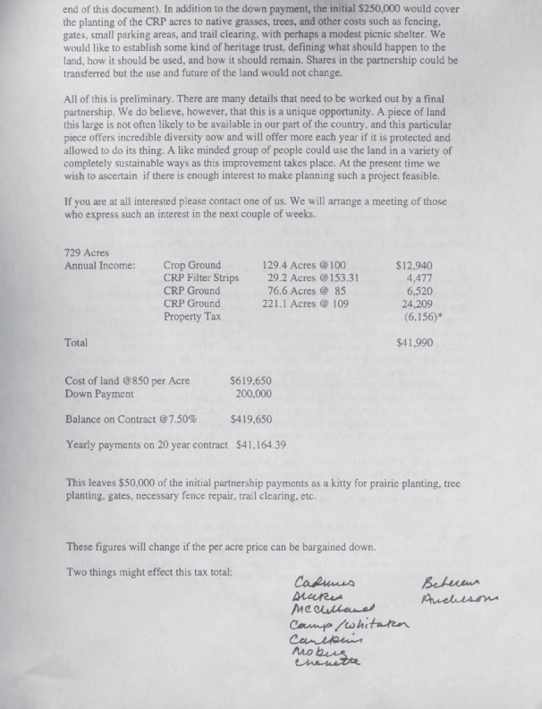 end of this document). In addition to the down payment, the initial $250,000 would cover
the planting of the CRP acres to native grasses, trees, and other costs such as fencing,
gates, small parking areas, and trail clearing, with perhaps a modest picnic shelter. We
would like to establish some kind of heritage trust, defining what should happen to the
land, how it should be used, and how it should remain. Shares in the partnership could be
transferred but the use and future of the land would not change.
All of this is preliminary. There are many details that need to be worked out by a final
partnership. We do believe, however, that this is a unique opportunity. A piece of land
this large is not often likely to be available in our part of the country, and this particular
piece offers incredible diversity now and will offer more each year if it is protected and
allowed to do its thing. A like minded group of people could use the land in a variety of
completely sustainable ways as this improvement takes place. At the present time we
wish to ascertain if there is enough interest to make planning such a project feasible.
If you are at all interested please contact one of us. We will arrange a meeting of those
who express such an interest in the next couple of weeks.
729 Acres
Annual Income: Crop Ground 129.4 Acres @100 $12,940
CRP Filter Strips 29.2 Acres @153.31 4,477
CRP Ground 76.6 Acres @ 85 6,520
CRP Ground 221.1 Acres @ 109 24,209
Property Tax (6,156)*
Total $41,990
Cost of land @850 per Acre $619,650
Down Payment 200,000
Balance on Contract @7.50% $419,650
Yearly payments on 20 year contract $41,164.39
This leaves $50,000 of the initial partnership payments as a kitty for prairie planting, tree
planting, gates, necessary fence repair, trail clearing, etc.
These figures will change if the per acre price can be bargained down.
Two things might effect this tax total:
McClelland
Camp/Whitaker